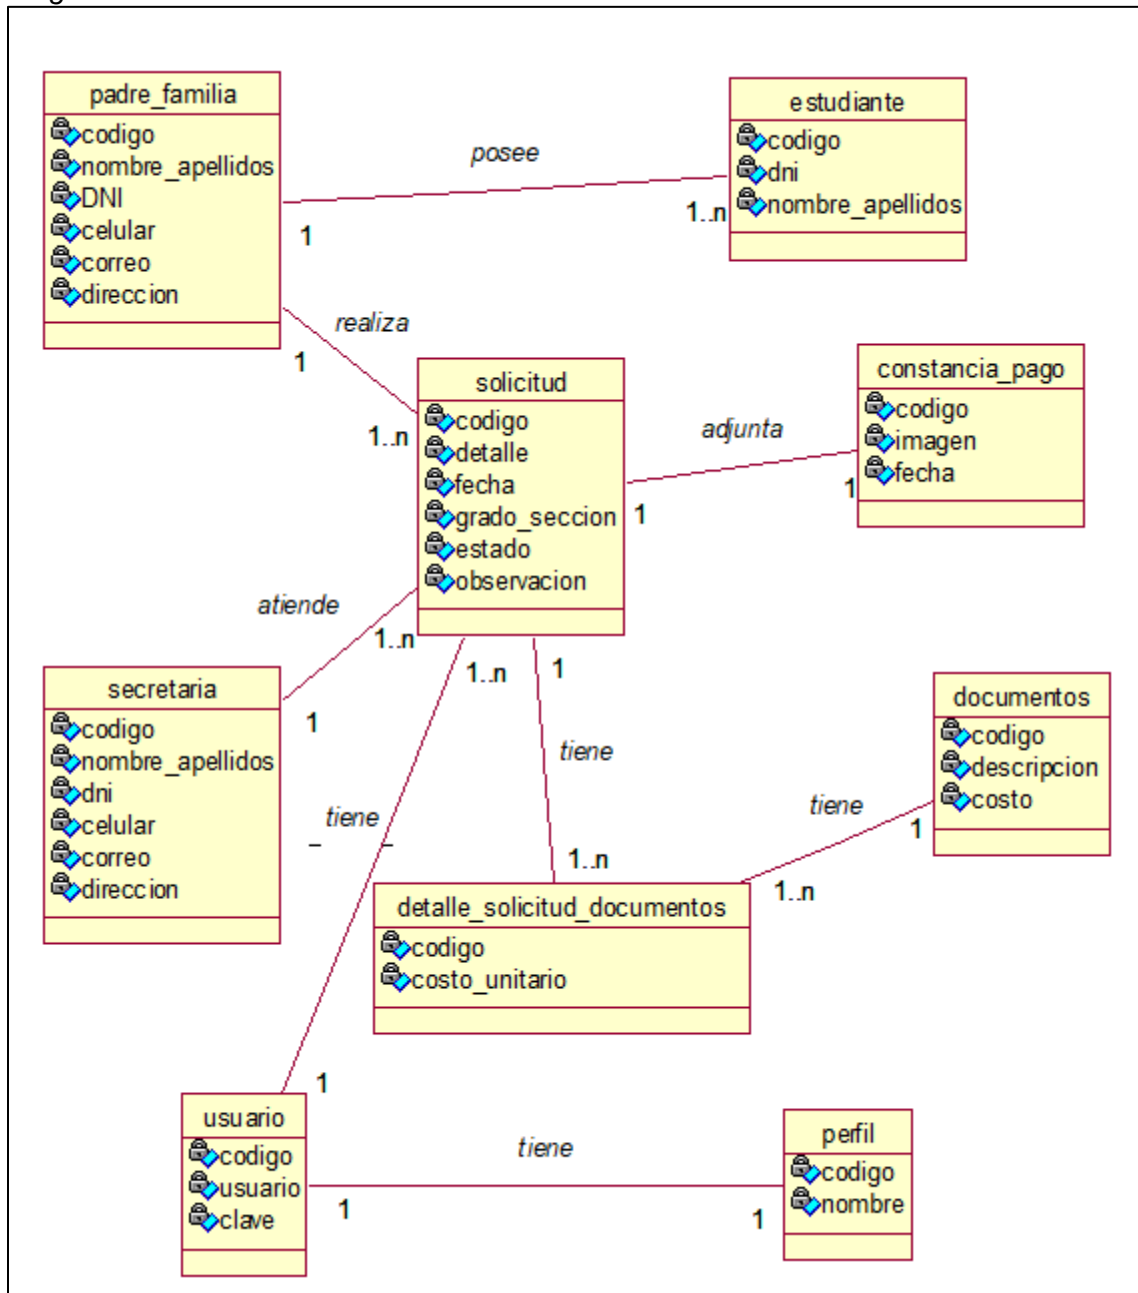 padre_familia
codigo
nombre_apellidos
DNI
celular
correo
direccion
estudiante
codigo
dni
nombre_apellidos
posee
1
1..n
realiza
1
1..n
solicitud
codigo
detalle
fecha
grado_seccion
estado
observacion
constancia_pago
codigo
imagen
fecha
adjunta
1
1
atiende
1..n
1
secretaria
codigo
nombre_apellidos
dni
celular
correo
direccion
1..n
1
tiene
1..n
_tiene_
1
documentos
codigo
descripcion
costo
tiene
1
1..n
detalle_solicitud_documentos
codigo
costo_unitario
usuario
codigo
usuario
clave
tiene
1
1
perfil
codigo
nombre